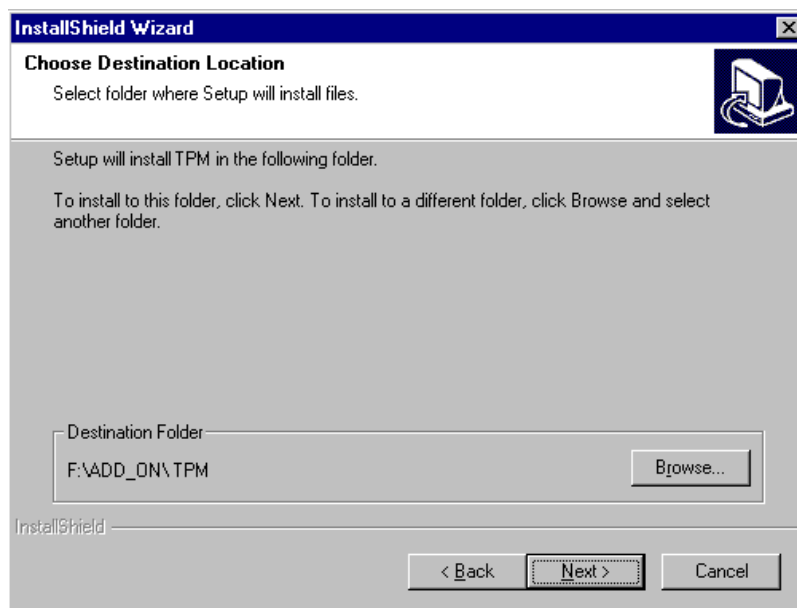 InstallShield Wizard
Choose Destination Location
Select folder where Setup will install files.
Setup will install TPM in the following folder.
To install to this folder, click Next. To install to a different folder, click Browse and select
another folder.
Destination Folder
F:\ADD_ON\TPM
Browse...
InstallShield
< Back
Next >
Cancel